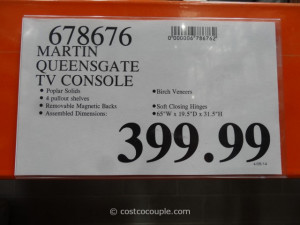 678676
MARTIN
QUEENSGATE
TV CONSOLE
• Poplar Solids
• Birch Veneers
• 4 pullout shelves
• Removable Magnetic Backs
• Soft Closing Hinges
• Assembled Dimensions:
• 65"W x 19.5"D x 31.5"H
399.99
© costcocouple.com